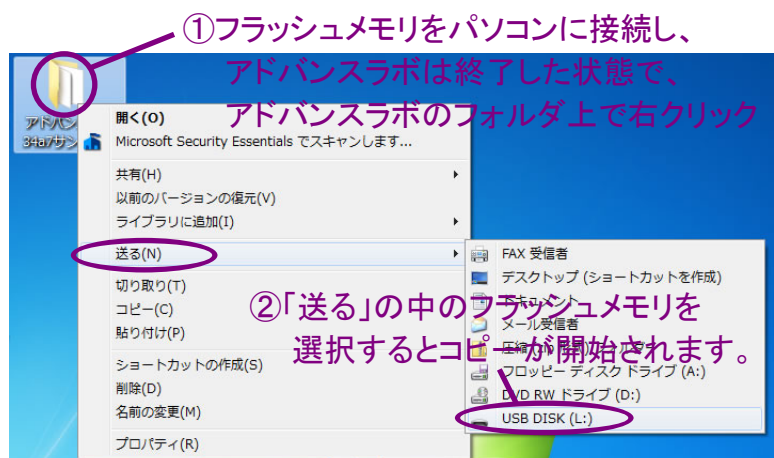 ①フラッシュメモリをパソコンに接続し、
アドバンスラボは終了した状態で、
アドバンスラボのフォルダ上で右クリック
アドバン
34a7サン
開く(O)
Microsoft Security Essentials でスキャンします...
共有(H)
以前のバージョンの復元(V)
ライブラリに追加(I)
送る(N)
切り取り(T)
コピー(C)
貼り付け(P)
ショートカットの作成(S)
削除(D)
名前の変更(M)
プロパティ(R)
FAX 受信者
デスクトップ (ショートカットを作成)
ドキュメント
②「送る」の中のフラッシュメモリを
メール受信者
選択するとコピーが開始されます。
圧縮 (zip
フロッピー ディスク ドライブ (A:)
DVD RW ドライブ (D:)
USB DISK (L:)